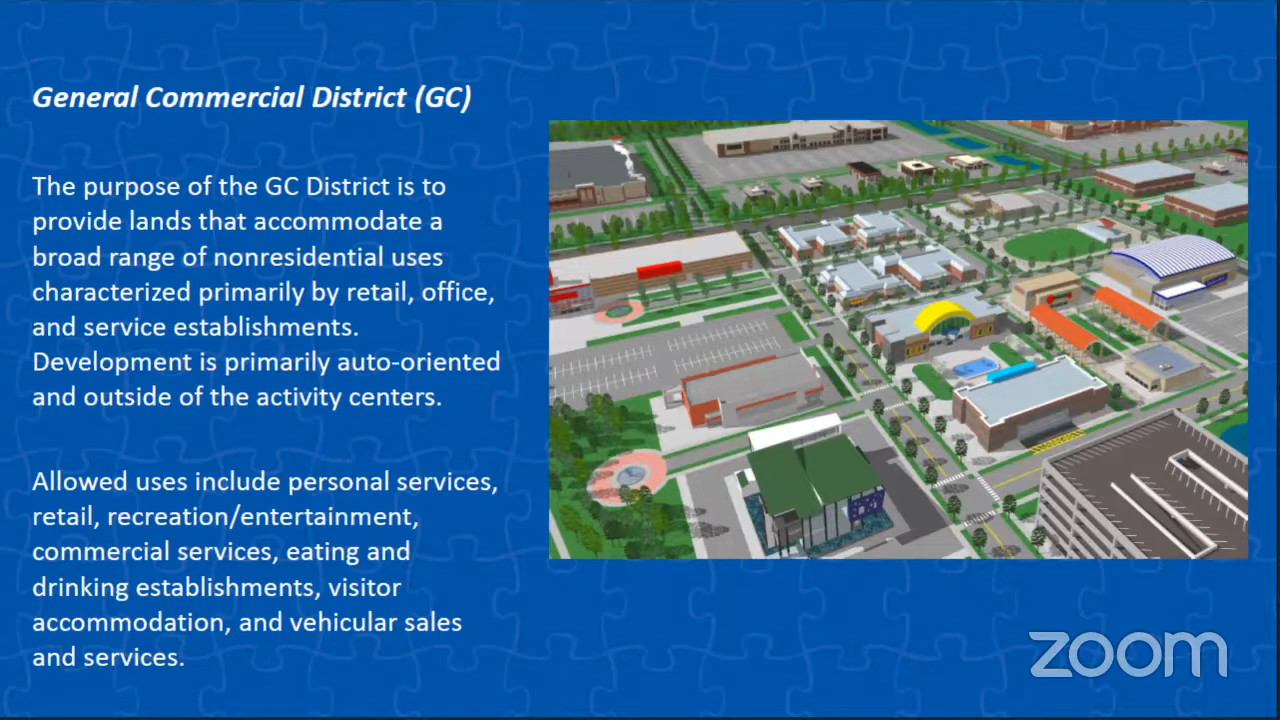 General Commercial District (GC)
The purpose of the GC District is to
provide lands that accommodate a
broad range of nonresidential uses
characterized primarily by retail, office,
and service establishments.
Development is primarily auto-oriented
and outside of the activity centers.
Allowed uses include personal services,
retail, recreation/entertainment,
commercial services, eating and
drinking establishments, visitor
accommodation, and vehicular sales
and services.
zoom